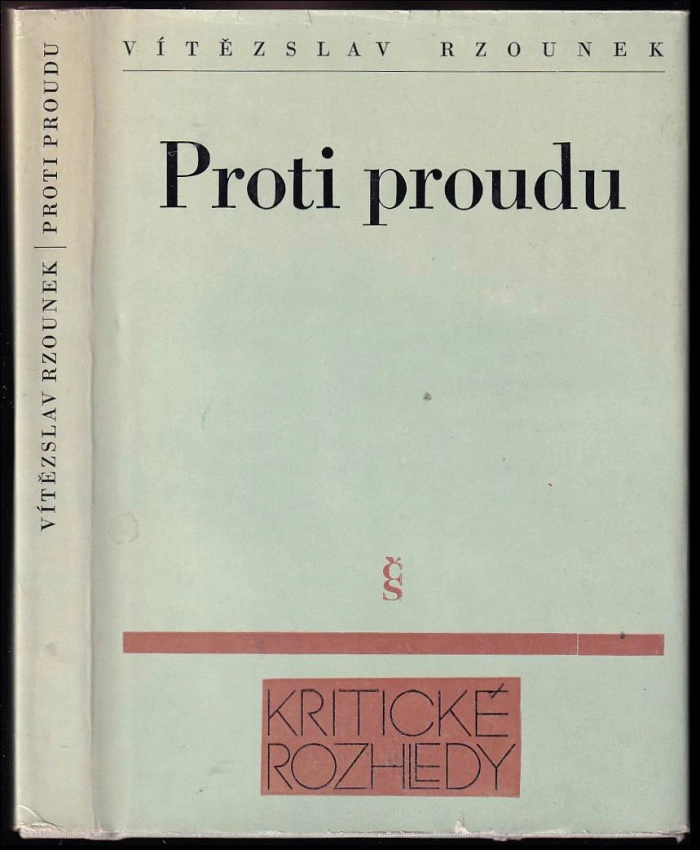 VÍTĚZSLAV RZOUNEK
Proti proudu
ČS
KRITICKÉ
ROZHLEDY
VÍTĚZSLAV RZOUNEK | PROTI PROUDU